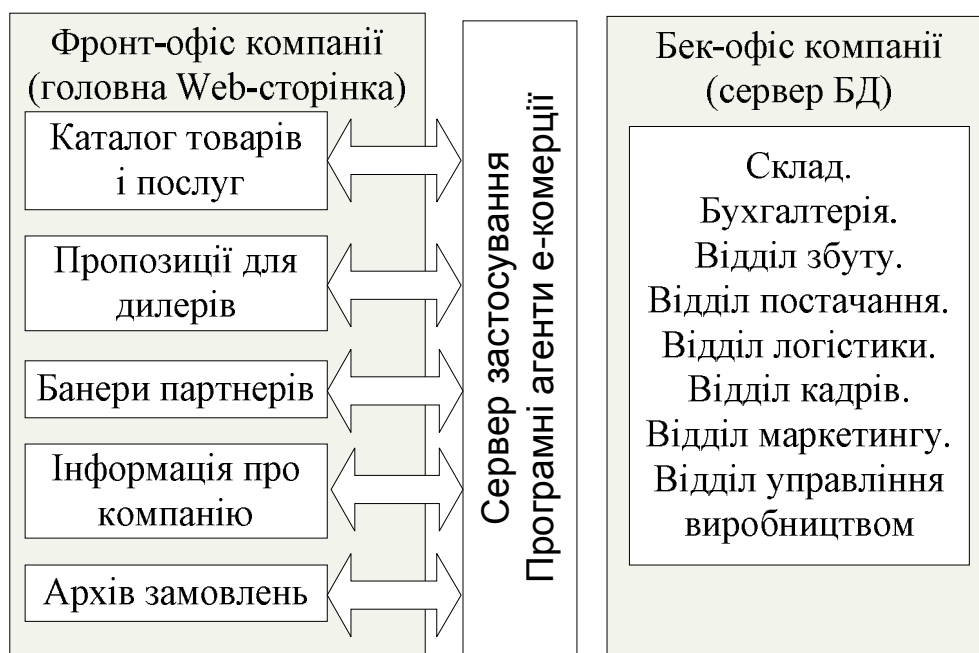 Фронт-офіс компанії
(головна Web-сторінка)
Каталог товарів
і послуг
Пропозиції для
дилерів
Банери партнерів
Інформація про
компанію
Архів замовлень
Сервер застосування
Програмні агенти е-комерції
Бек-офіс компанії
(сервер БД)
Склад.
Бухгалтерія.
Відділ збуту.
Відділ постачання.
Відділ логістики.
Відділ кадрів.
Відділ маркетингу.
Відділ управління
виробництвом